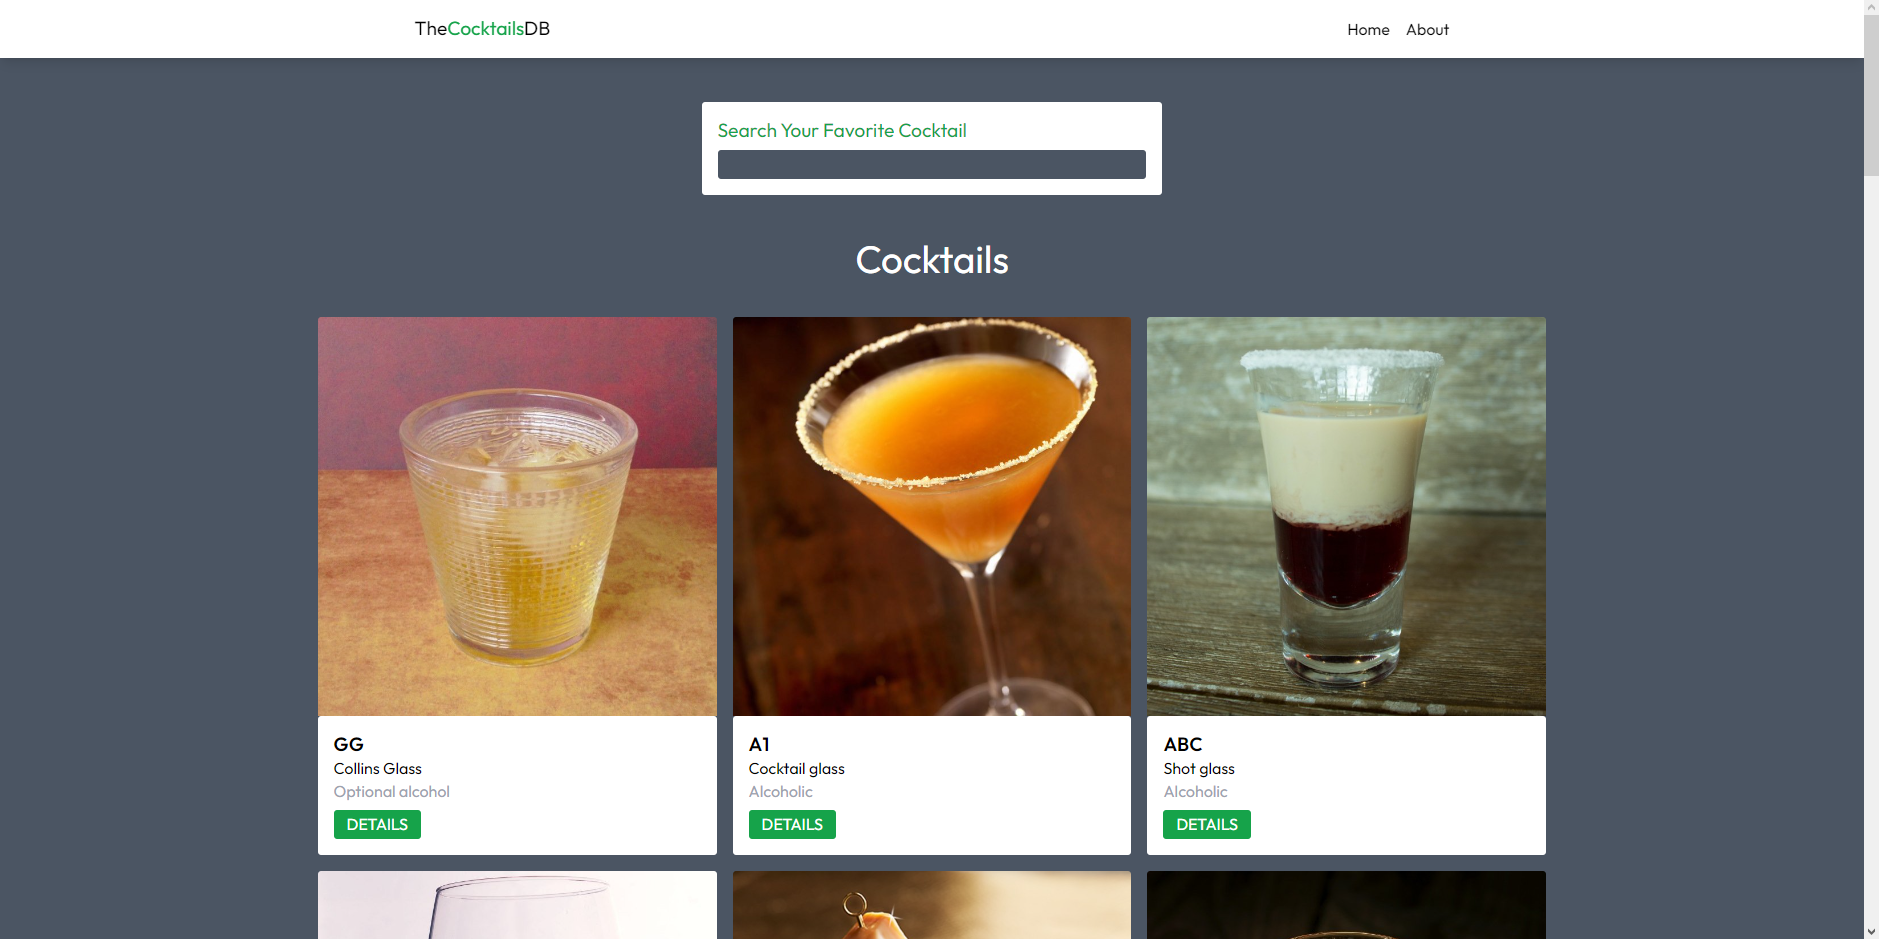 TheCocktailsDB
Home About
Search Your Favorite Cocktail
Cocktails
GG
Collins Glass
Optional alcohol
DETAILS
A1
Cocktail glass
Alcoholic
DETAILS
ABC
Shot glass
Alcoholic
DETAILS